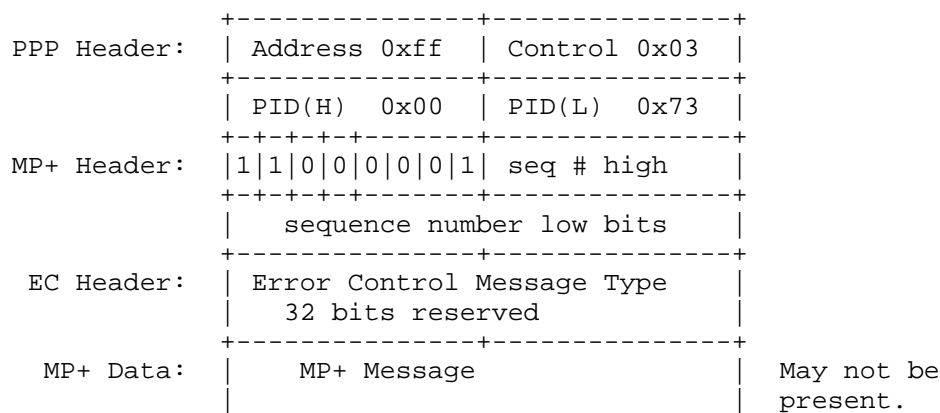 +---------------+---------------+
PPP Header:      | Address 0xff  | Control 0x03  |
                 +---------------+---------------+
                 | PID(H)  0x00  | PID(L)  0x73  |
                 +-+-+-+-+-------+---------------+
MP+ Header:      |1|1|0|0|0|0|0|1| seq # high    |
                 +-+-+-+-+-------+---------------+
                 |   sequence number low bits    |
                 +---------------+---------------+
 EC Header:      | Error Control Message Type    |
                 |   32 bits reserved            |
                 +---------------+---------------+
  MP+ Data:      |    MP+ Message                |  May not be
                 |                               |  present.